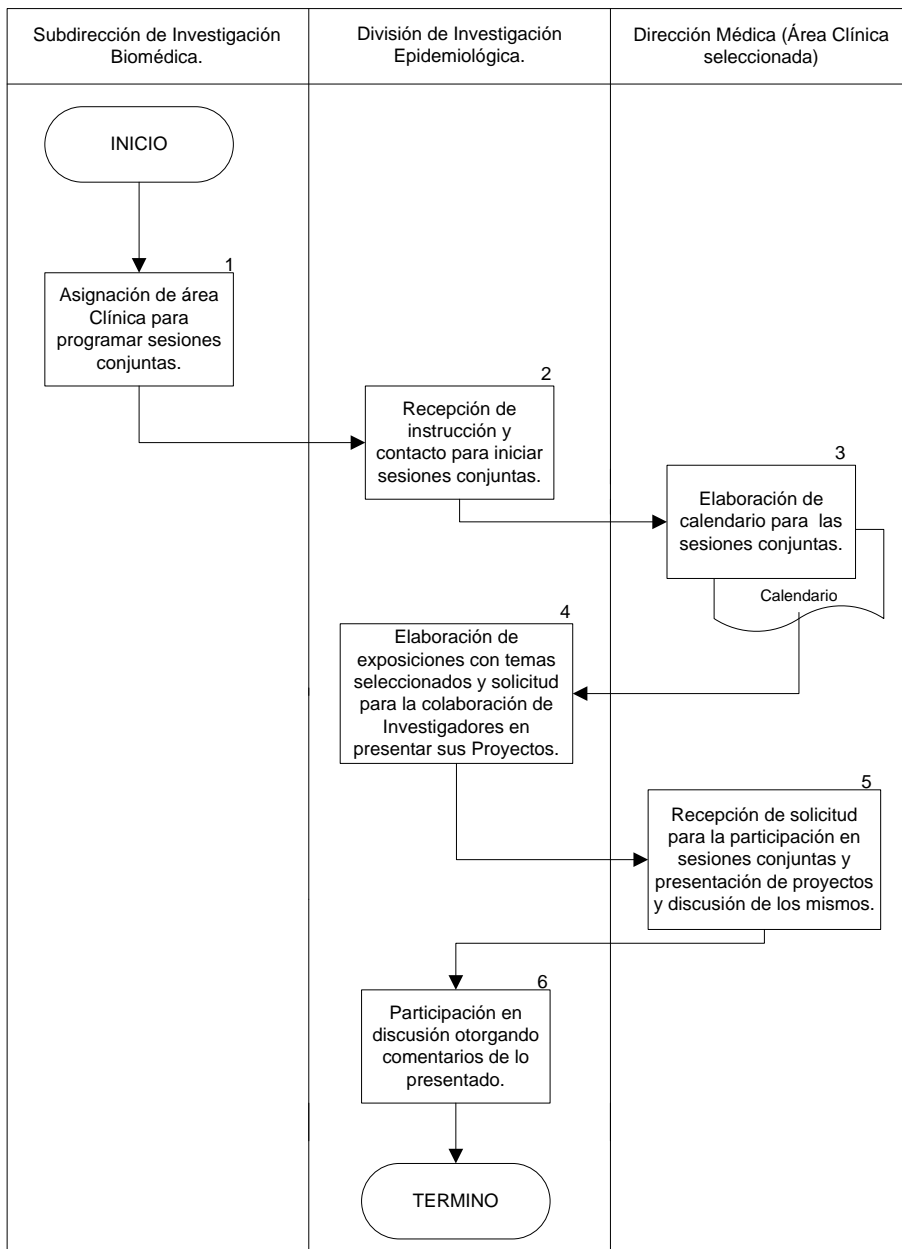 Subdirección de Investigación
Biomédica.
División de Investigación
Epidemiológica.
Dirección Médica (Área Clínica
seleccionada)
INICIO
1
Asignación de área
Clínica para
programar sesiones
conjuntas.
2
Recepción de
instrucción y
contacto para iniciar
sesiones conjuntas.
3
Elaboración de
calendario para las
sesiones conjuntas.
Calendario
4
Elaboración de
exposiciones con temas
seleccionados y solicitud
para la colaboración de
Investigadores en
presentar sus Proyectos.
5
Recepción de solicitud
para la participación en
sesiones conjuntas y
presentación de proyectos
y discusión de los mismos.
6
Participación en
discusión otorgando
comentarios de lo
presentado.
TERMINO